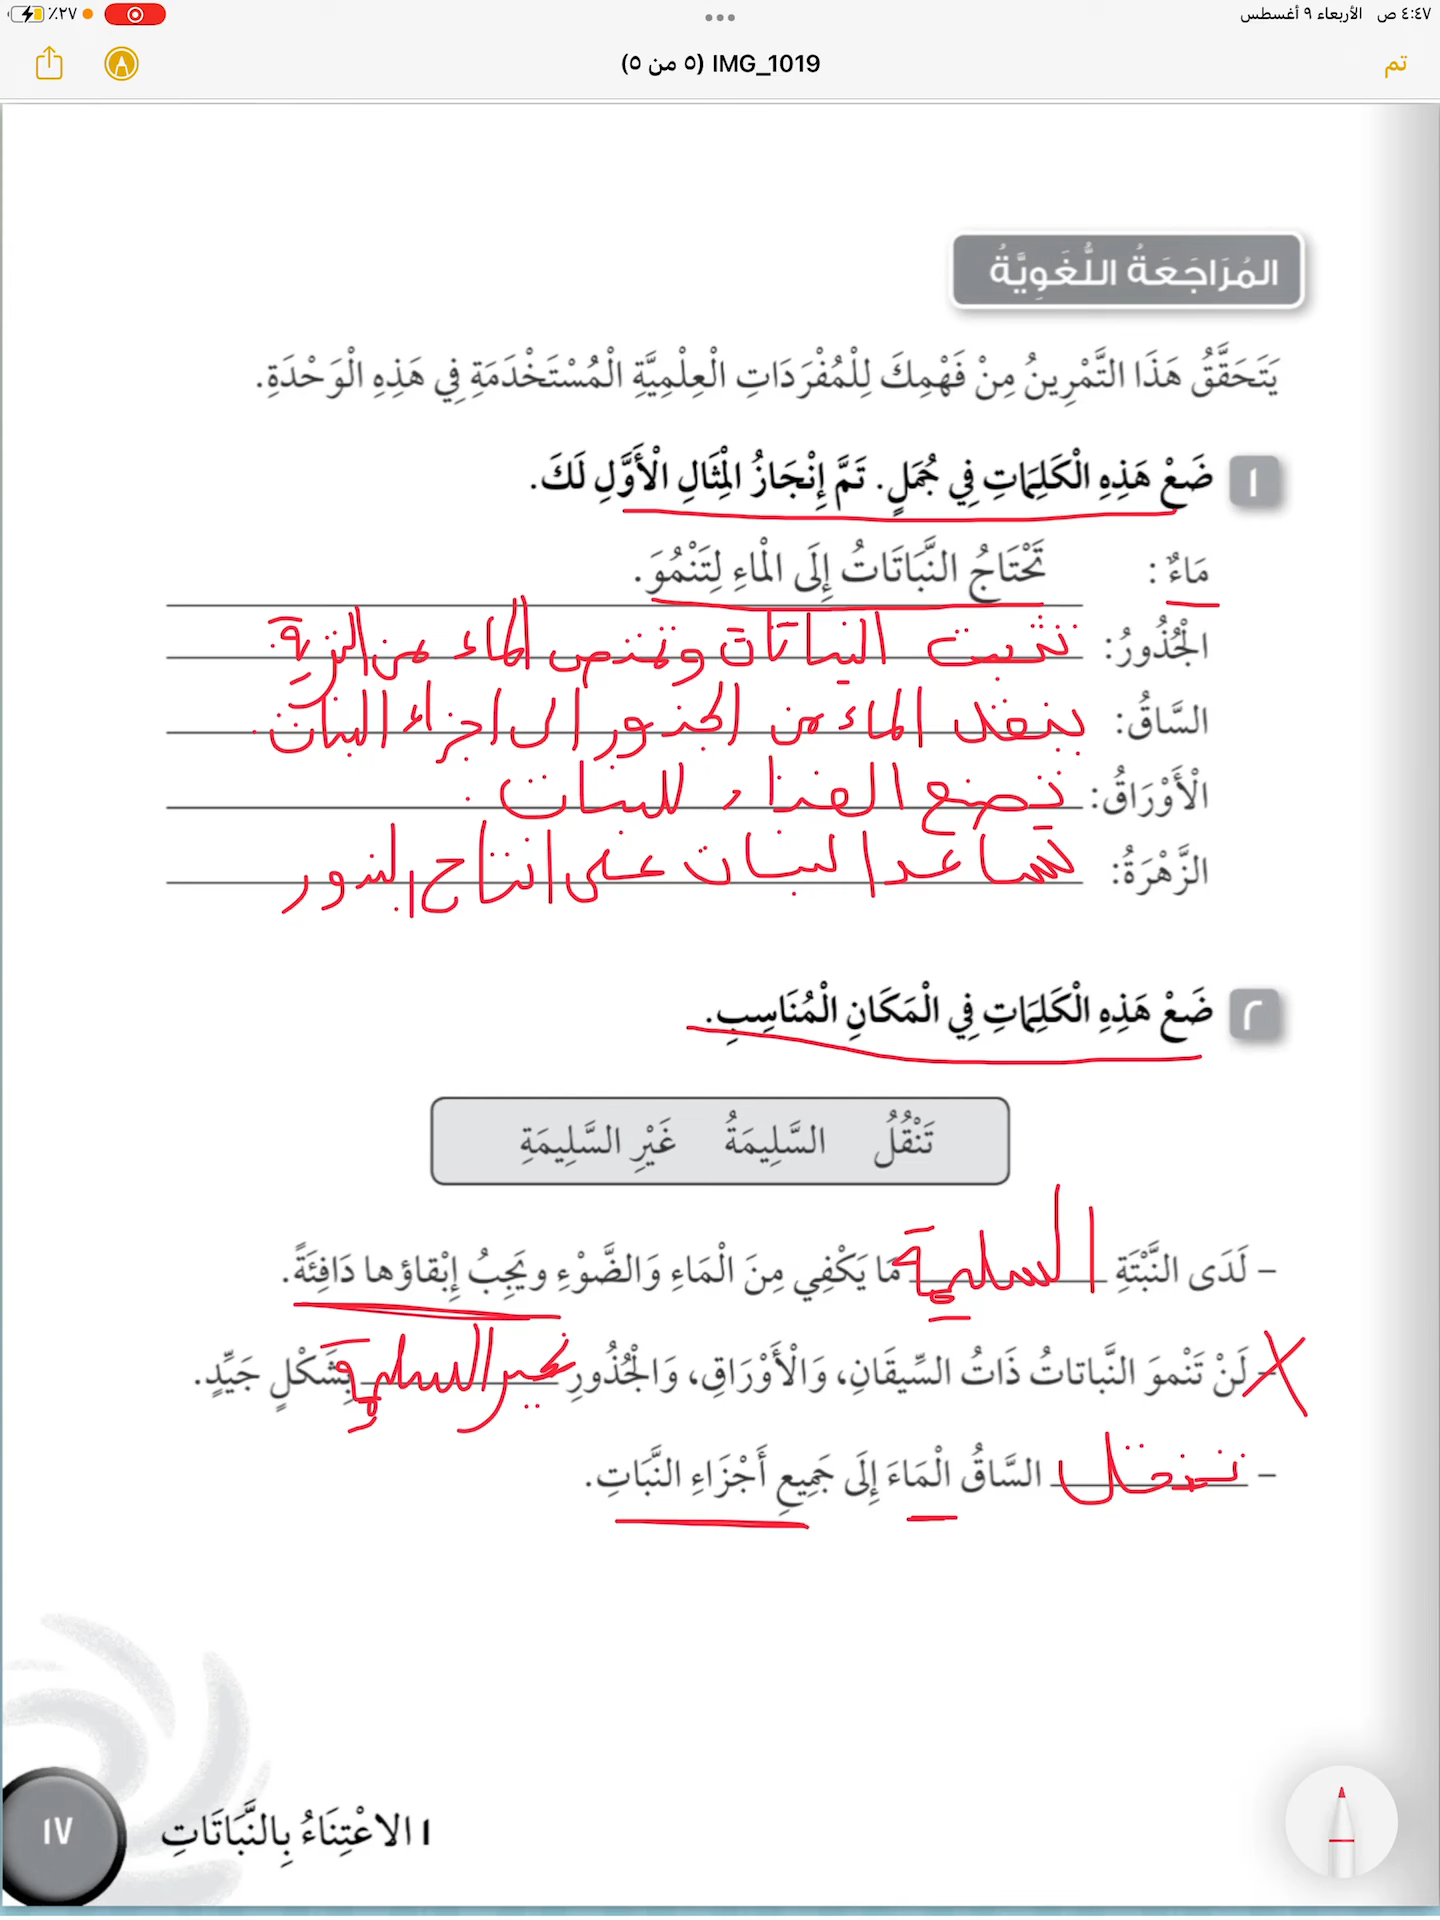 ٤:٤٧ ص الأربعاء ٩ أغسطس
٪٢٧
تم
IMG_1019 (٥ من ٥)
المُرَاجَعَةُ اللُّغَوِيَّةُ
يَتَحَقَّقُ هَذَا التَّمْرِينُ مِنْ فَهْمِكَ لِلْمُفْرَدَاتِ الْعِلْمِيَّةِ الْمُسْتَخْدَمَةِ فِي هَذِهِ الْوَحْدَةِ.
١ ضَعْ هَذِهِ الْكَلِمَاتِ فِي جُمَلٍ. تَمَّ إِنْجَازُ الْمِثَالِ الْأَوَّلِ لَكَ.
مَاءٌ : تَحْتَاجُ النَّبَاتَاتُ إِلَى الْمَاءِ لِتَنْمُوَ.
الْجُذُورُ: تثبت النباتات وتمتص الماء من التربة
السَّاقُ: ينقل الماء من الجذور الى اجزاء النبات.
الْأَوْرَاقُ: تصنع الغذاء للنبات.
الزَّهْرَةُ: تساعد النبات على انتاج البذور
٢ ضَعْ هَذِهِ الْكَلِمَاتِ فِي الْمَكَانِ الْمُنَاسِبِ.
تَنْقُلُ السَّلِيمَةُ غَيْرِ السَّلِيمَةِ
– لَدَى النَّبْتَةِ السليمة مَا يَكْفِي مِنَ الْمَاءِ وَالضَّوْءِ ويَجِبُ إِبْقاؤها دَافِئَةً.
– لَنْ تَنْموَ النَّباتاتُ ذَاتُ السِّيقَانِ، وَالْأَوْرَاقِ، وَالْجُذُورِ غير السليمة بِشَكْلٍ جَيِّدٍ.
– تنقل السَّاقُ الْمَاءَ إِلَى جَمِيعِ أَجْزَاءِ النَّبَاتِ.
١ الاعْتِنَاءُ بِالنَّبَاتَاتِ
١٧